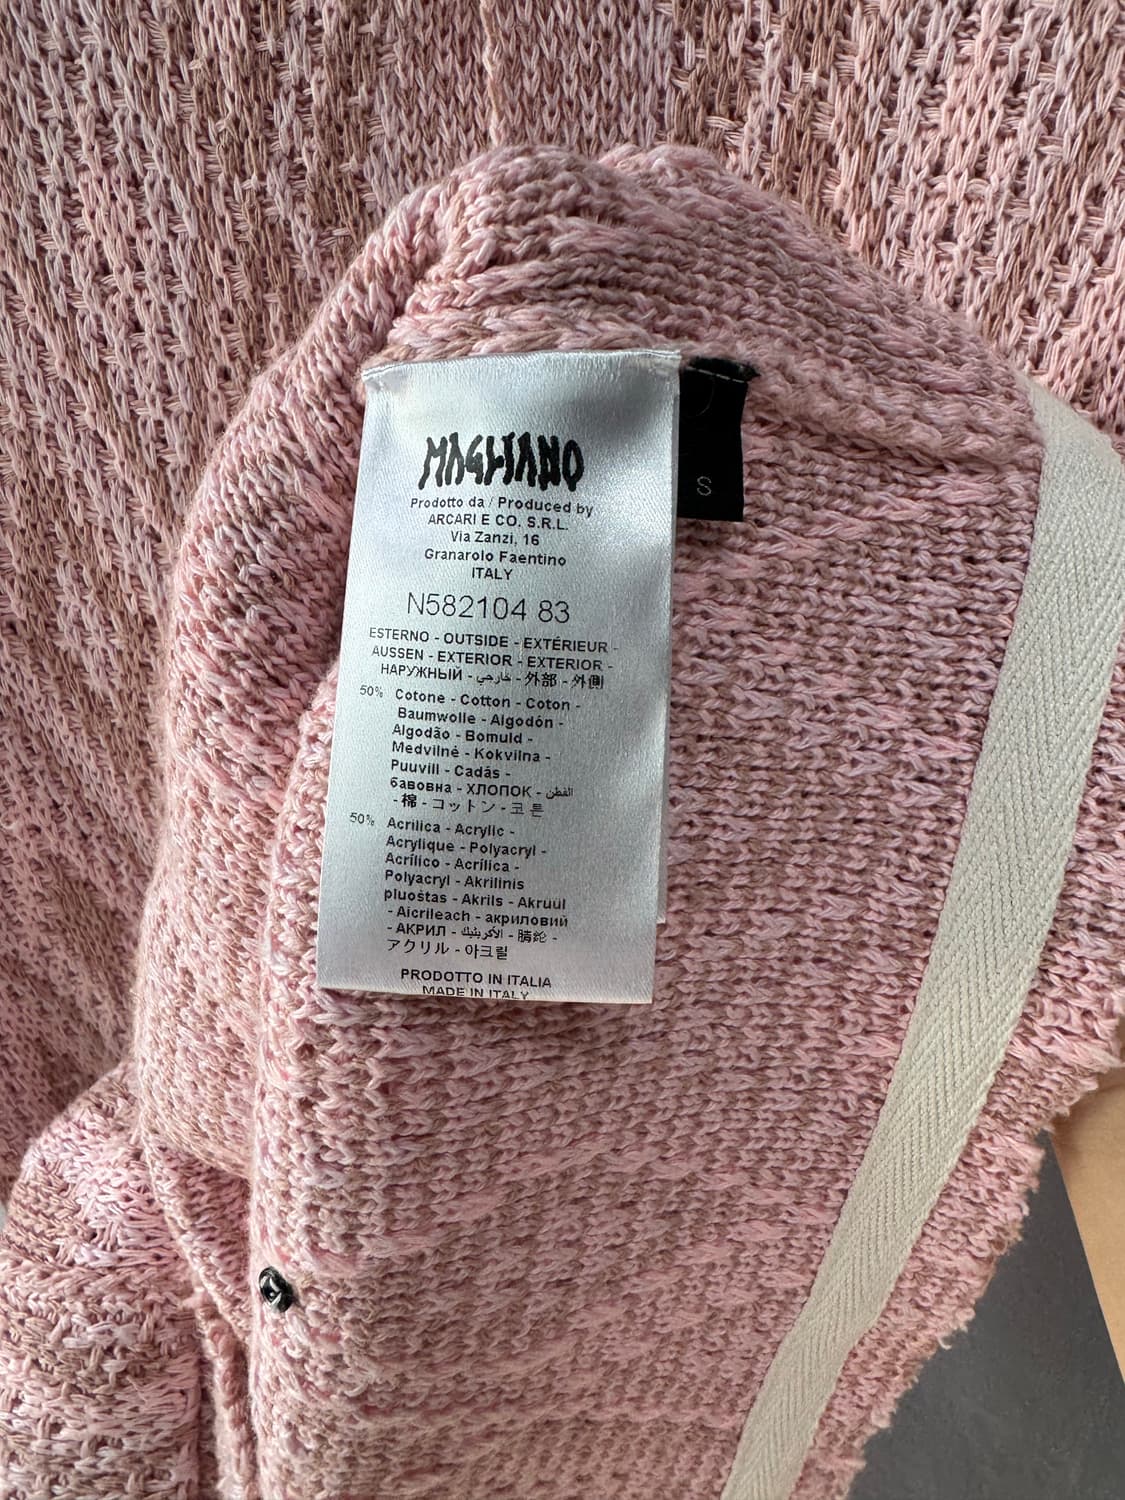 MAGLIANO
Prodotto da / Produced by
ARCARI E CO. S.R.L.
Via Zanzi, 16
Granarolo Faentino
ITALY
N582104 83
ESTERNO - OUTSIDE - EXTÉRIEUR -
AUSSEN - EXTERIOR - EXTERIOR -
НАРУЖНЫЙ - خارجي - 外部 - 外側
50% Cotone - Cotton - Coton -
Baumwolle - Algodón -
Algodão - Bomuld -
Medvilnė - Kokvilna -
Puuvill - Cadás -
бавовна - ХЛОПОК - القطن
- 棉 - コットン - 코튼
50% Acrilica - Acrylic -
Acrylique - Polyacryl -
Acrílico - Acrílica -
Polyacryl - Akrilinis
pluoštas - Akrils - Akruül
- Aicrileach - акриловий
- АКРИЛ - الأكريليك - 腈纶 -
アクリル - 아크릴
PRODOTTO IN ITALIA
MADE IN ITALY
S